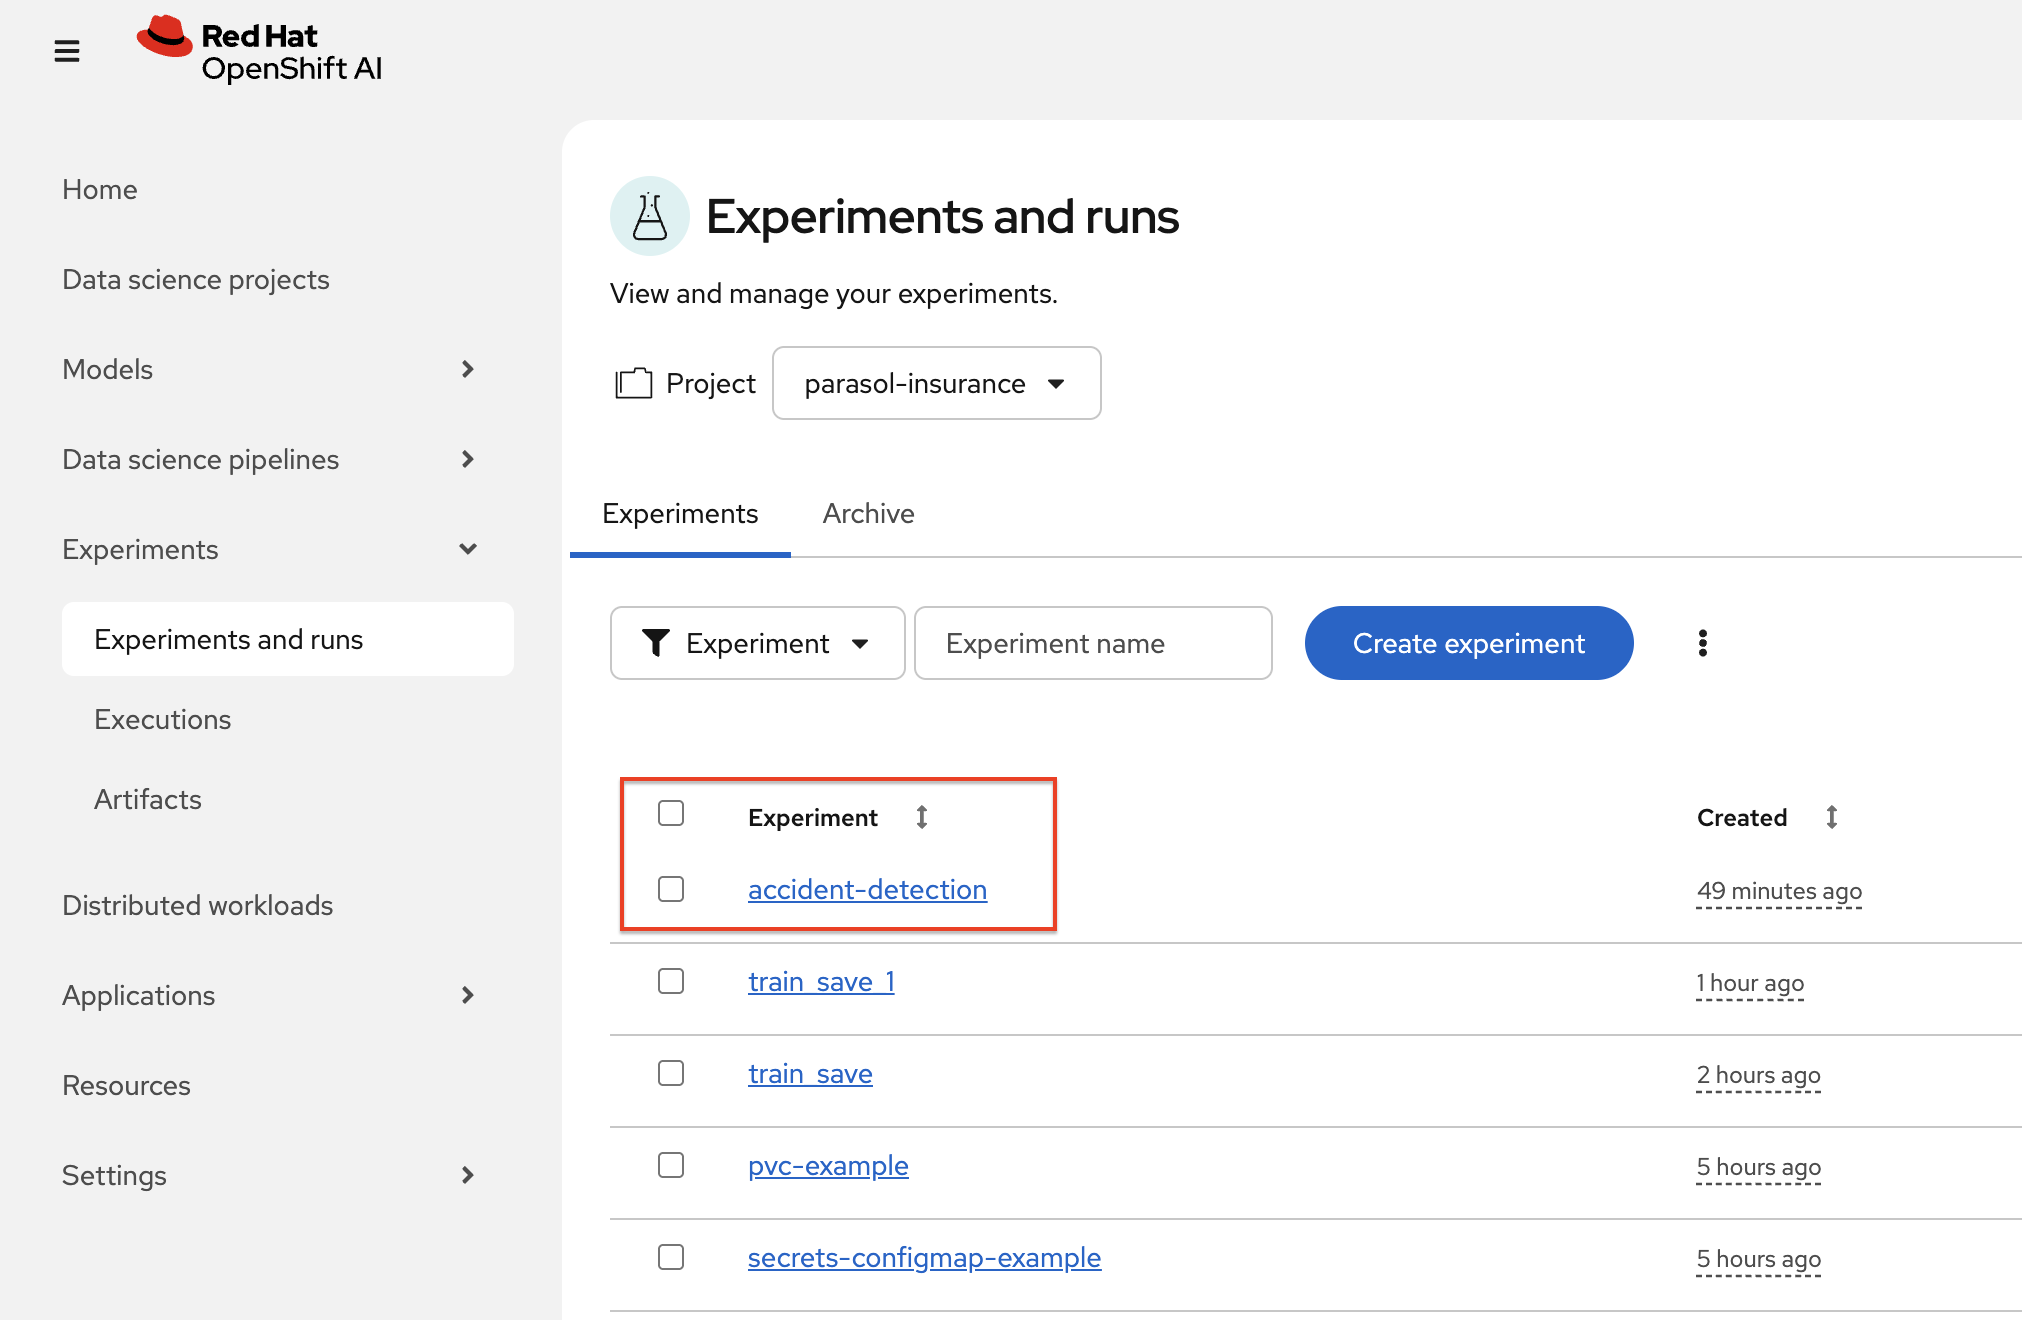 Red Hat
OpenShift AI
Home
Data science projects
Models
Data science pipelines
Experiments
Experiments and runs
Executions
Artifacts
Distributed workloads
Applications
Resources
Settings
Experiments and runs
View and manage your experiments.
Project parasol-insurance
Experiments Archive
Experiment Experiment name Create experiment
Experiment Created
accident-detection 49 minutes ago
train_save_1 1 hour ago
train_save 2 hours ago
pvc-example 5 hours ago
secrets-configmap-example 5 hours ago